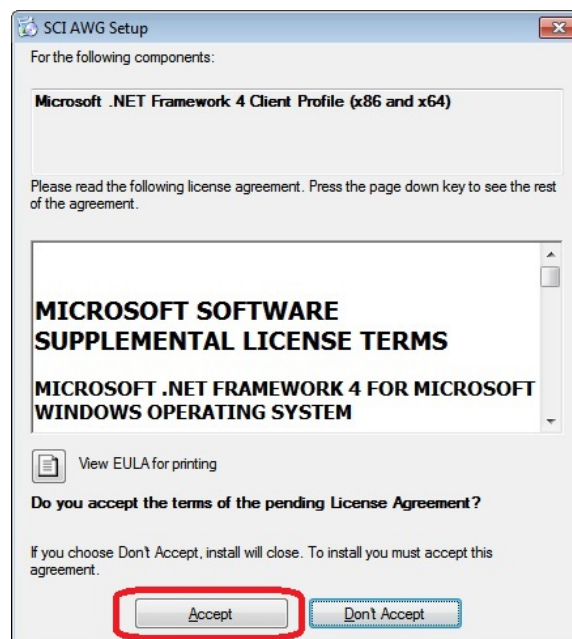 SCI AWG Setup
For the following components:
Microsoft .NET Framework 4 Client Profile (x86 and x64)
Please read the following license agreement. Press the page down key to see the rest
of the agreement.
MICROSOFT SOFTWARE
SUPPLEMENTAL LICENSE TERMS
MICROSOFT .NET FRAMEWORK 4 FOR MICROSOFT
WINDOWS OPERATING SYSTEM
View EULA for printing
Do you accept the terms of the pending License Agreement?
If you choose Don't Accept, install will close. To install you must accept this
agreement.
Accept
Don't Accept